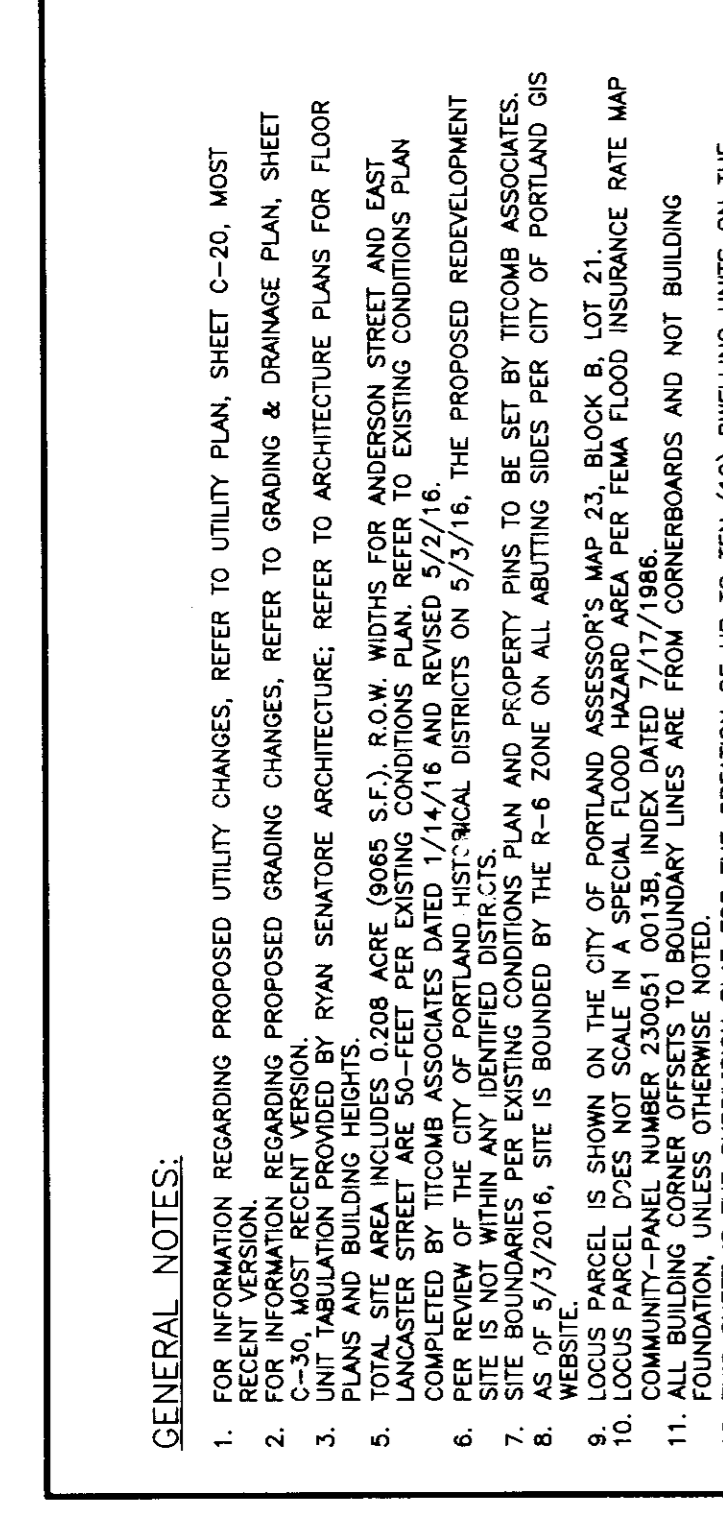 GENERAL NOTES:
1. FOR INFORMATION REGARDING PROPOSED UTILITY CHANGES, REFER TO UTILITY PLAN, SHEET C-20, MOST
RECENT VERSION.
2. FOR INFORMATION REGARDING PROPOSED GRADING CHANGES, REFER TO GRADING & DRAINAGE PLAN, SHEET
C-30, MOST RECENT VERSION.
3. UNIT TABULATION PROVIDED BY RYAN SENATORE ARCHITECTURE; REFER TO ARCHITECTURE PLANS FOR FLOOR
PLANS AND BUILDING HEIGHTS.
5. TOTAL SITE AREA INCLUDES 0.208 ACRE (9065 S.F.). R.O.W. WIDTHS FOR ANDERSON STREET AND EAST
LANCASTER STREET ARE 50-FEET PER EXISTING CONDITIONS PLAN. REFER TO EXISTING CONDITIONS PLAN
COMPLETED BY TITCOMB ASSOCIATES DATED 1/14/16 AND REVISED 5/2/16.
6. PER REVIEW OF THE CITY OF PORTLAND HISTORICAL DISTRICTS ON 5/3/16, THE PROPOSED REDEVELOPMENT
SITE IS NOT WITHIN ANY IDENTIFIED DISTRICTS.
7. SITE BOUNDARIES PER EXISTING CONDITIONS PLAN AND PROPERTY PINS TO BE SET BY TITCOMB ASSOCIATES.
8. AS OF 5/3/2016, SITE IS BOUNDED BY THE R-6 ZONE ON ALL ABUTTING SIDES PER CITY OF PORTLAND GIS
WEBSITE.
9. LOCUS PARCEL IS SHOWN ON THE CITY OF PORTLAND ASSESSOR'S MAP 23, BLOCK B, LOT 21.
10. LOCUS PARCEL DOES NOT SCALE IN A SPECIAL FLOOD HAZARD AREA PER FEMA FLOOD INSURANCE RATE MAP
COMMUNITY-PANEL NUMBER 230051 0013B, INDEX DATED 7/17/1986.
11. ALL BUILDING CORNER OFFSETS TO BOUNDARY LINES ARE FROM CORNERBOARDS AND NOT BUILDING
FOUNDATION, UNLESS OTHERWISE NOTED.